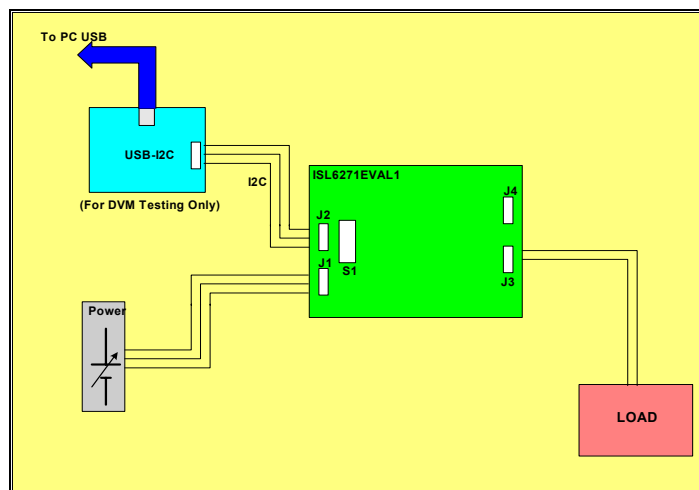 To PC USB
USB-I2C
(For DVM Testing Only)
I2C
ISL6271EVAL1
J4
J2
S1
J1
J3
Power
LOAD